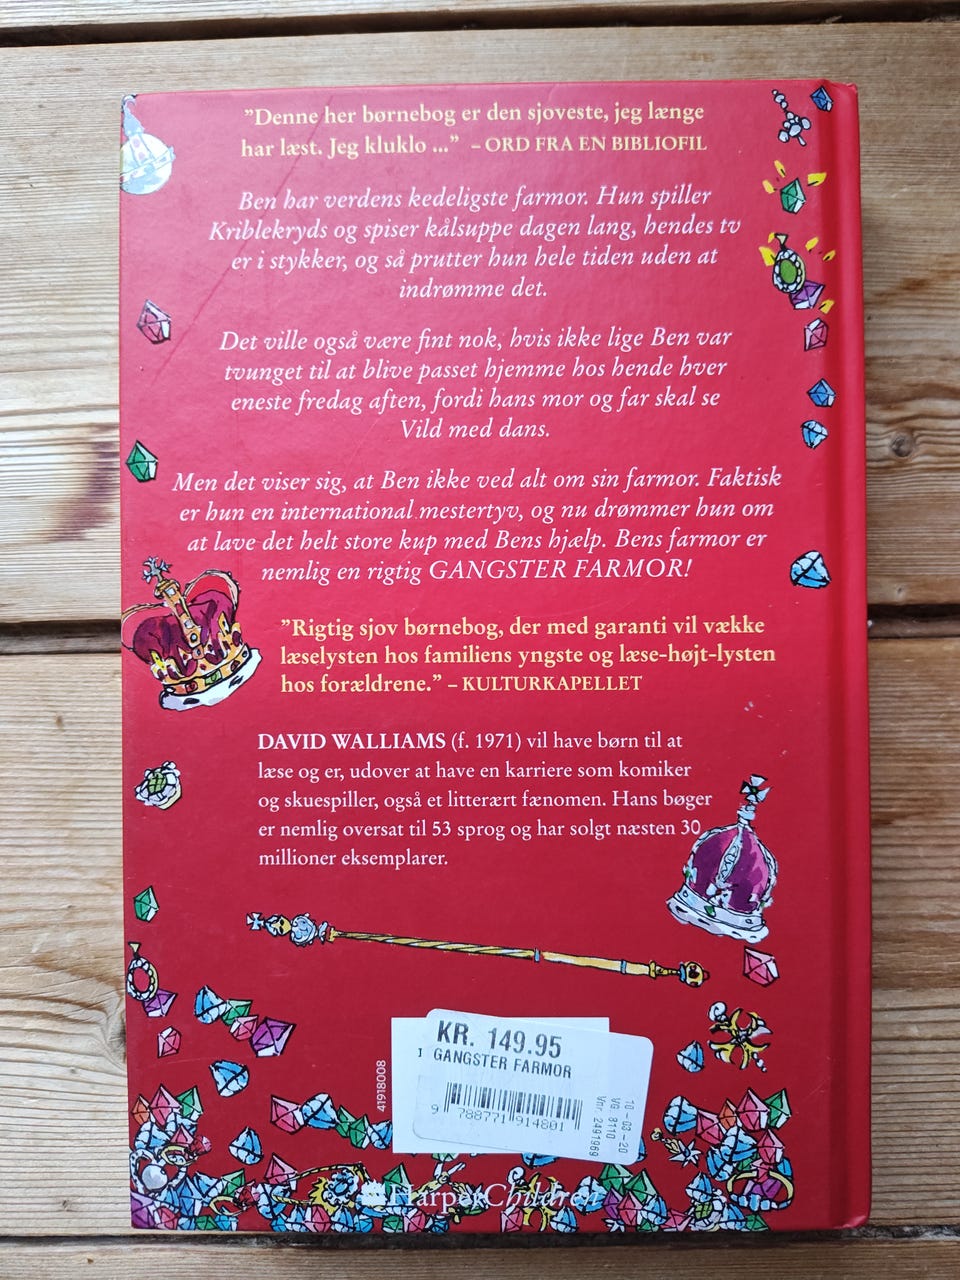 "Denne her børnebog er den sjoveste, jeg længe
har læst. Jeg kluklo ..." – ORD FRA EN BIBLIOFIL
Ben har verdens kedeligste farmor. Hun spiller
Kriblekryds og spiser kålsuppe dagen lang, hendes tv
er i stykker, og så prutter hun hele tiden uden at
indrømme det.
Det ville også være fint nok, hvis ikke lige Ben var
tvunget til at blive passet hjemme hos hende hver
eneste fredag aften, fordi hans mor og far skal se
Vild med dans.
Men det viser sig, at Ben ikke ved alt om sin farmor. Faktisk
er hun en international mestertyv, og nu drømmer hun om
at lave det helt store kup med Bens hjælp. Bens farmor er
nemlig en rigtig GANGSTER FARMOR!
"Rigtig sjov børnebog, der med garanti vil vække
læselysten hos familiens yngste og læse-højt-lysten
hos forældrene." – KULTURKAPELLET
DAVID WALLIAMS (f. 1971) vil have børn til at
læse og er, udover at have en karriere som komiker
og skuespiller, også et litterært fænomen. Hans bøger
er nemlig oversat til 53 sprog og har solgt næsten 30
millioner eksemplarer.
41918008
KR. 149.95
GANGSTER FARMOR
9 788771 914801
10-03-20
VG 8110
Vnr. 2491969
HarperChildren